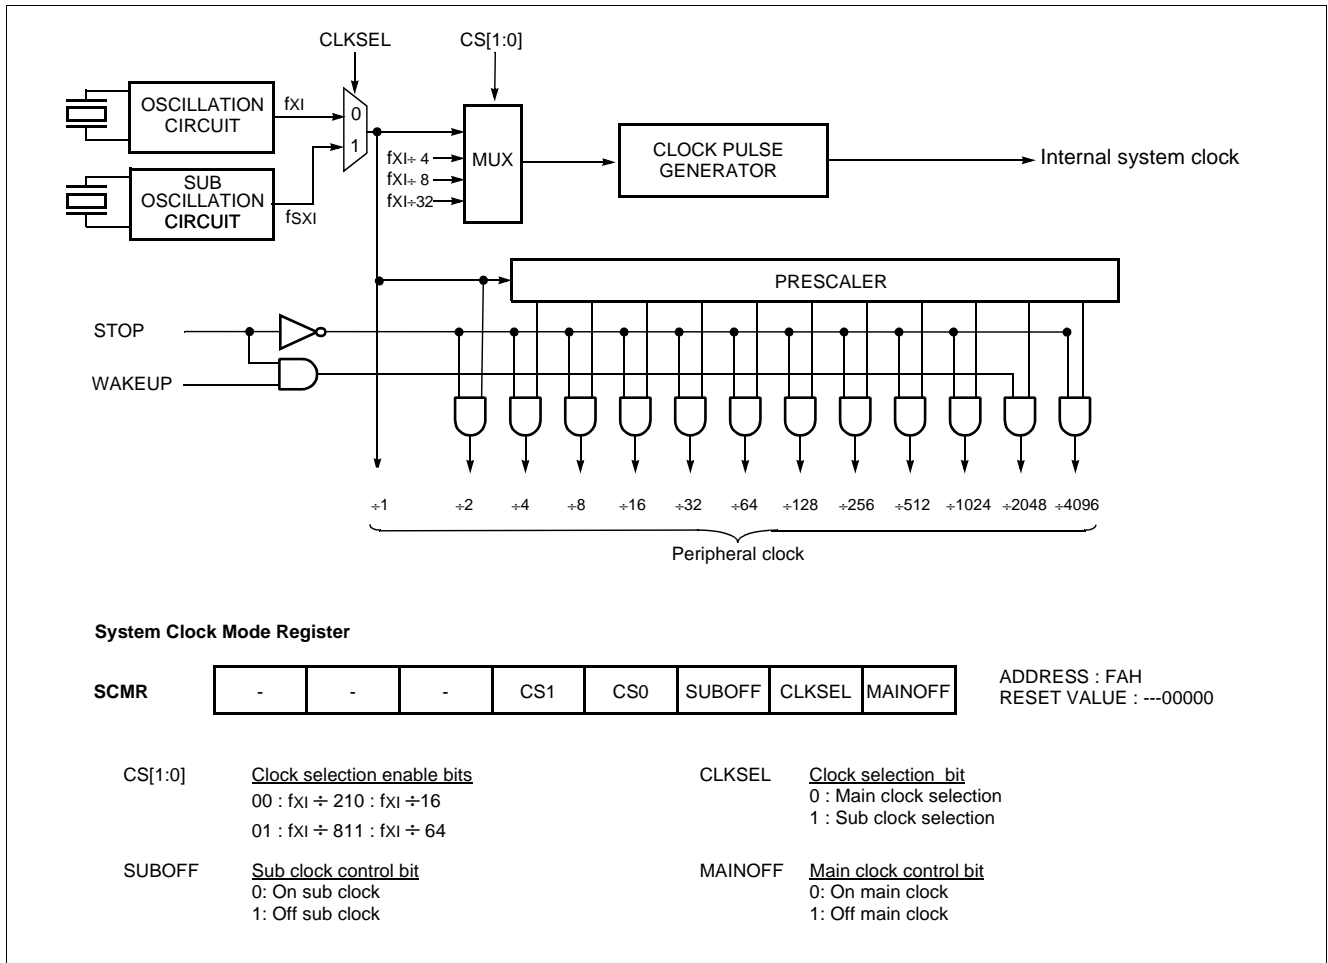 CLKSEL CS[1:0]
OSCILLATION
CIRCUIT
fXI
0
1
SUB
OSCILLATION
CIRCUIT
fSXI
fXI÷ 4
fXI÷ 8
fXI÷32
MUX
CLOCK PULSE
GENERATOR
Internal system clock
PRESCALER
STOP
WAKEUP
÷1 ÷2 ÷4 ÷8 ÷16 ÷32 ÷64 ÷128 ÷256 ÷512 ÷1024 ÷2048 ÷4096
Peripheral clock
System Clock Mode Register
SCMR - - - CS1 CS0 SUBOFF CLKSEL MAINOFF
ADDRESS : FAH
RESET VALUE : ---00000
CS[1:0] Clock selection enable bits
00 : fXI ÷ 210 : fXI ÷16
01 : fXI ÷ 811 : fXI ÷ 64
CLKSEL Clock selection bit
0 : Main clock selection
1 : Sub clock selection
SUBOFF Sub clock control bit
0: On sub clock
1: Off sub clock
MAINOFF Main clock control bit
0: On main clock
1: Off main clock